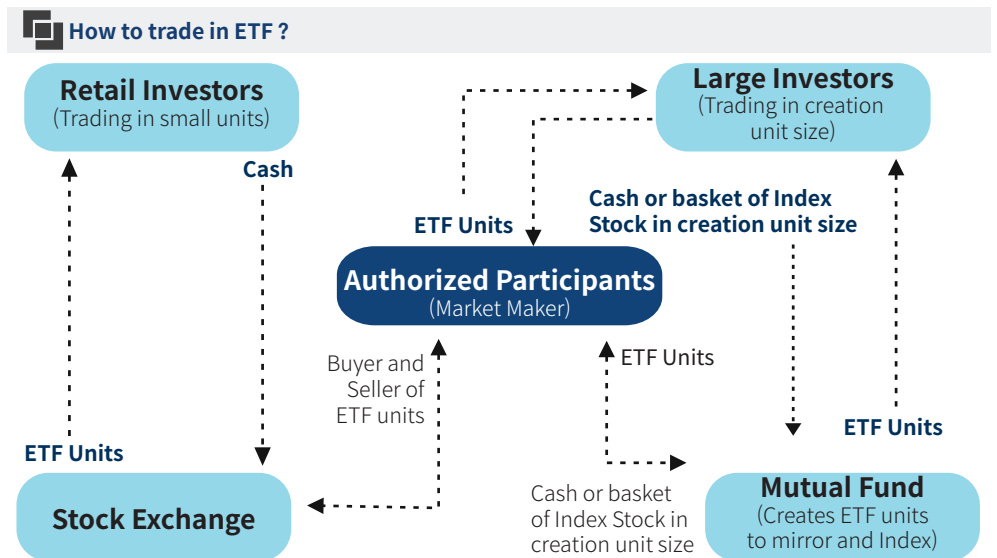 How to trade in ETF ?
Retail Investors
(Trading in small units)
Large Investors
(Trading in creation
unit size)
Cash
Cash or basket of Index
Stock in creation unit size
ETF Units
Authorized Participants
(Market Maker)
Buyer and
Seller of
ETF units
ETF Units
ETF Units
ETF Units
Stock Exchange
Cash or basket
of Index Stock in
creation unit size
Mutual Fund
(Creates ETF units
to mirror and Index)